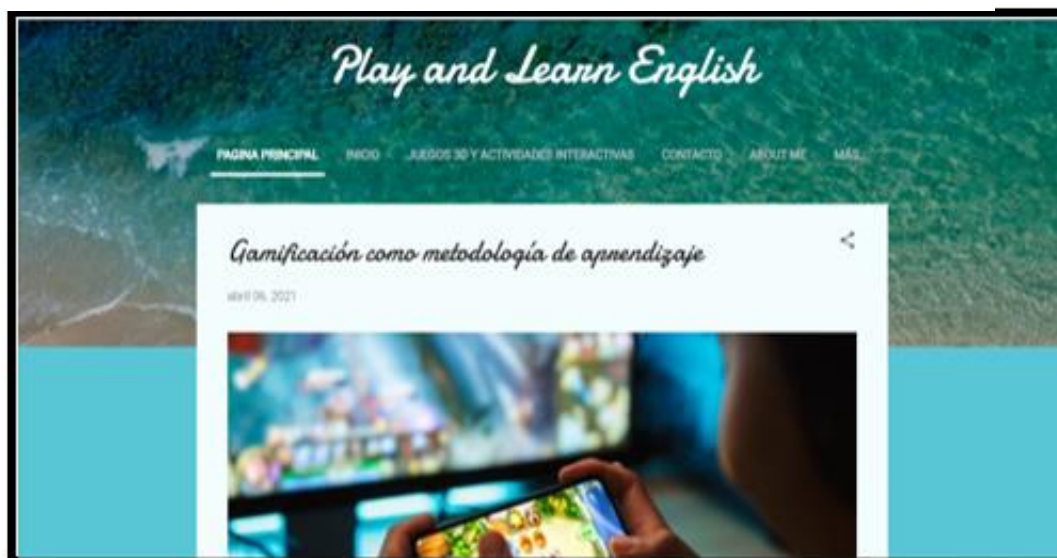 Play and Learn English
PAGINA PRINCIPAL INICIO JUEGOS 3D Y ACTIVIDADES INTERACTIVAS CONTACTO ABOUT ME MÁS...
Gamificación como metodología de aprendizaje
abril 06, 2021